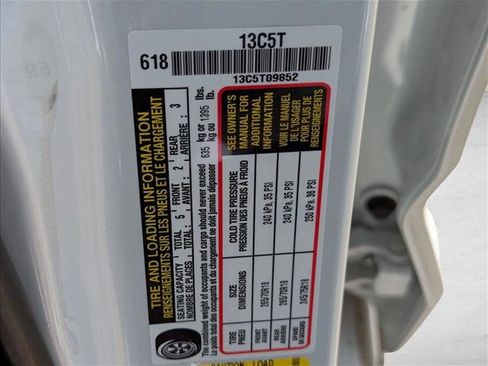 13C5T
618
13C5T09852
TIRE AND LOADING INFORMATION
RENSEIGNEMENTS SUR LES PNEUS ET LE CHARGEMENT
SEATING CAPACITY TOTAL: 5 FRONT 2 REAR 3
NOMBRE DE PLACES: TOTAL: AVANT: ARRIÈRE:
The combined weight of occupants and cargo should never exceed 635 kg or 1395 lbs.
Le poids total des occupants et du chargement ne doit jamais dépasser kg ou lb.
TIRE SIZE COLD TIRE PRESSURE
PNEU DIMENSIONS PRESSION DES PNEUS À FROID
FRONT 265/70R18 240 kPa, 35 PSI
AVANT
REAR 265/70R18 240 kPa, 35 PSI
ARRIÈRE
SPARE 245/75R18 250 kPa, 36 PSI
DE SECOURS
SEE OWNER'S
MANUAL FOR
ADDITIONAL
INFORMATION
VOIR LE MANUEL
DE L'USAGER
POUR PLUS DE
RENSEIGNEMENTS
CAUTION: LOAD